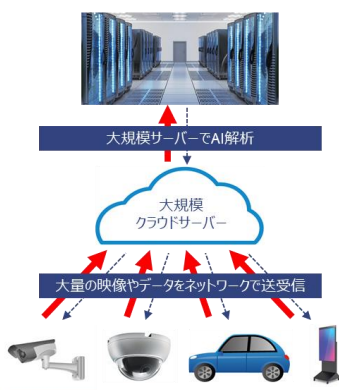 大規模サーバーでAI解析
大規模
クラウドサーバー
大量の映像やデータをネットワークで送受信